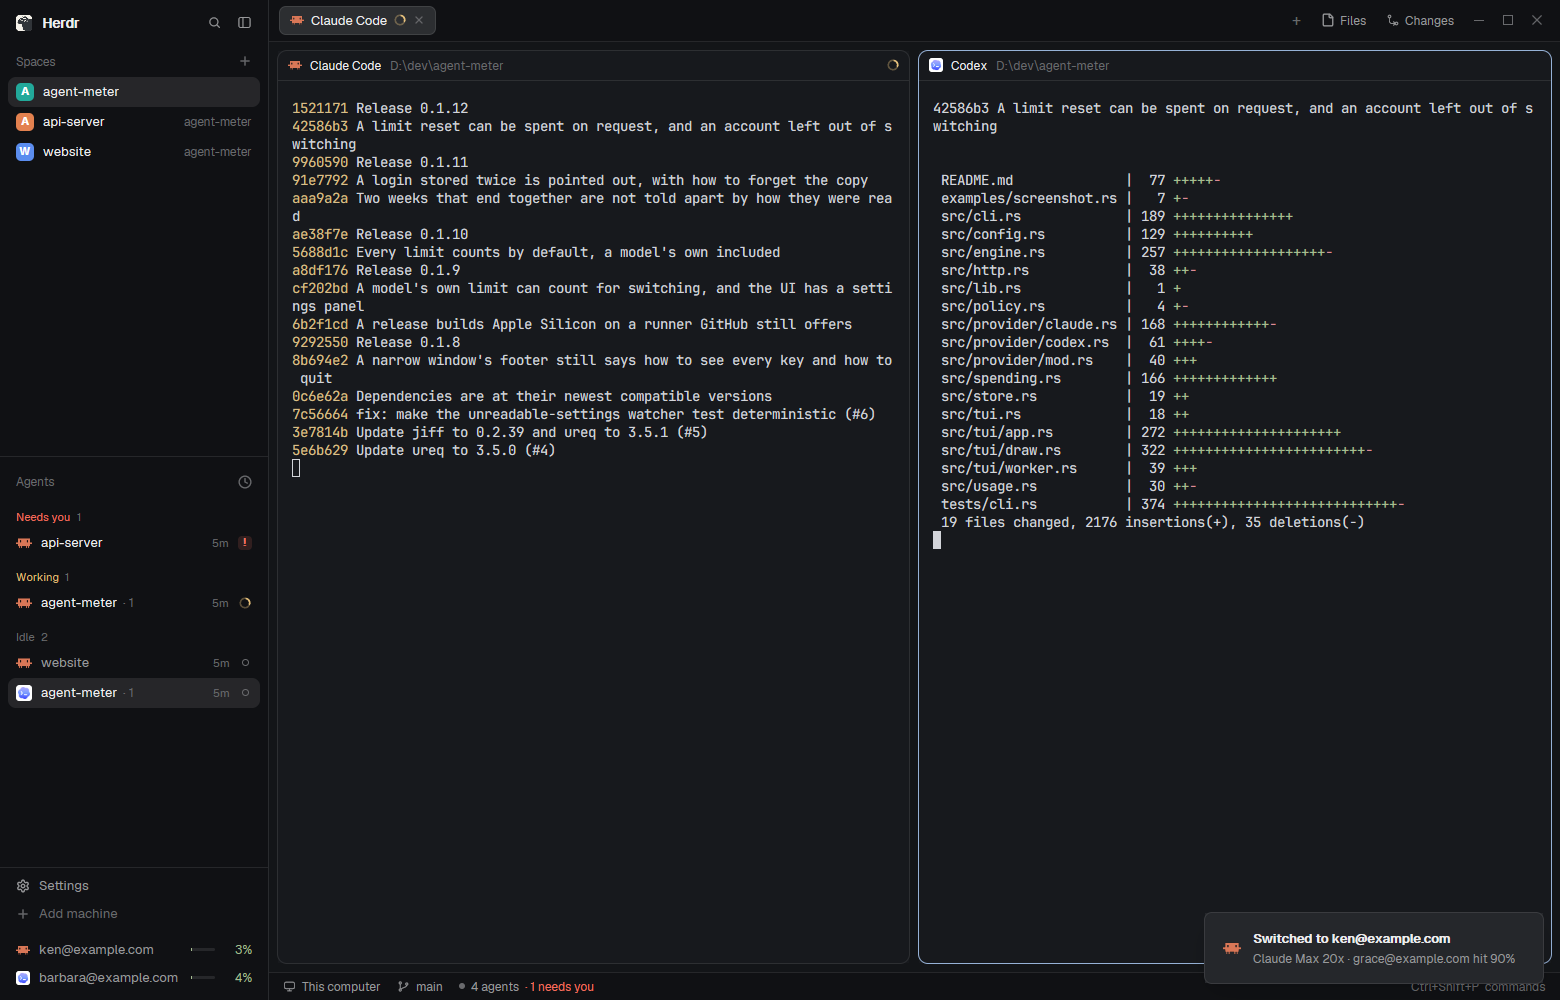 Herdr
Spaces
A agent-meter
A api-server agent-meter
W website agent-meter
Agents
Needs you 1
api-server 5m !
Working 1
agent-meter · 1 5m
Idle 2
website 5m
agent-meter · 1 5m
Settings
Add machine
ken@example.com 3%
barbara@example.com 4%
Claude Code
Files
Changes
Claude Code D:\dev\agent-meter
1521171 Release 0.1.12
42586b3 A limit reset can be spent on request, and an account left out of s
witching
9960590 Release 0.1.11
91e7792 A login stored twice is pointed out, with how to forget the copy
aaa9a2a Two weeks that end together are not told apart by how they were rea
d
ae38f7e Release 0.1.10
5688d1c Every limit counts by default, a model's own included
a8df176 Release 0.1.9
cf202bd A model's own limit can count for switching, and the UI has a setti
ngs panel
6b2f1cd A release builds Apple Silicon on a runner GitHub still offers
9292550 Release 0.1.8
8b694e2 A narrow window's footer still says how to see every key and how to
quit
0c6e62a Dependencies are at their newest compatible versions
7c56664 fix: make the unreadable-settings watcher test deterministic (#6)
3e7814b Update jiff to 0.2.39 and ureq to 3.5.1 (#5)
5e6b629 Update ureq to 3.5.0 (#4)
Codex D:\dev\agent-meter
42586b3 A limit reset can be spent on request, and an account left out of s
witching
README.md | 77 +++++-
examples/screenshot.rs | 7 +-
src/cli.rs | 189 +++++++++++++++
src/config.rs | 129 ++++++++++
src/engine.rs | 257 +++++++++++++++++++-
src/http.rs | 38 ++-
src/lib.rs | 1 +
src/policy.rs | 4 +-
src/provider/claude.rs | 168 ++++++++++++-
src/provider/codex.rs | 61 ++++-
src/provider/mod.rs | 40 +++
src/spending.rs | 166 +++++++++++++
src/store.rs | 19 ++
src/tui.rs | 18 ++
src/tui/app.rs | 272 +++++++++++++++++++++
src/tui/draw.rs | 322 ++++++++++++++++++++++++-
src/tui/worker.rs | 39 +++
src/usage.rs | 30 ++-
tests/cli.rs | 374 ++++++++++++++++++++++++++++-
19 files changed, 2176 insertions(+), 35 deletions(-)
Switched to ken@example.com
Claude Max 20x · grace@example.com hit 90%
This computer
main
4 agents · 1 needs you
Ctrl+Shift+P commands